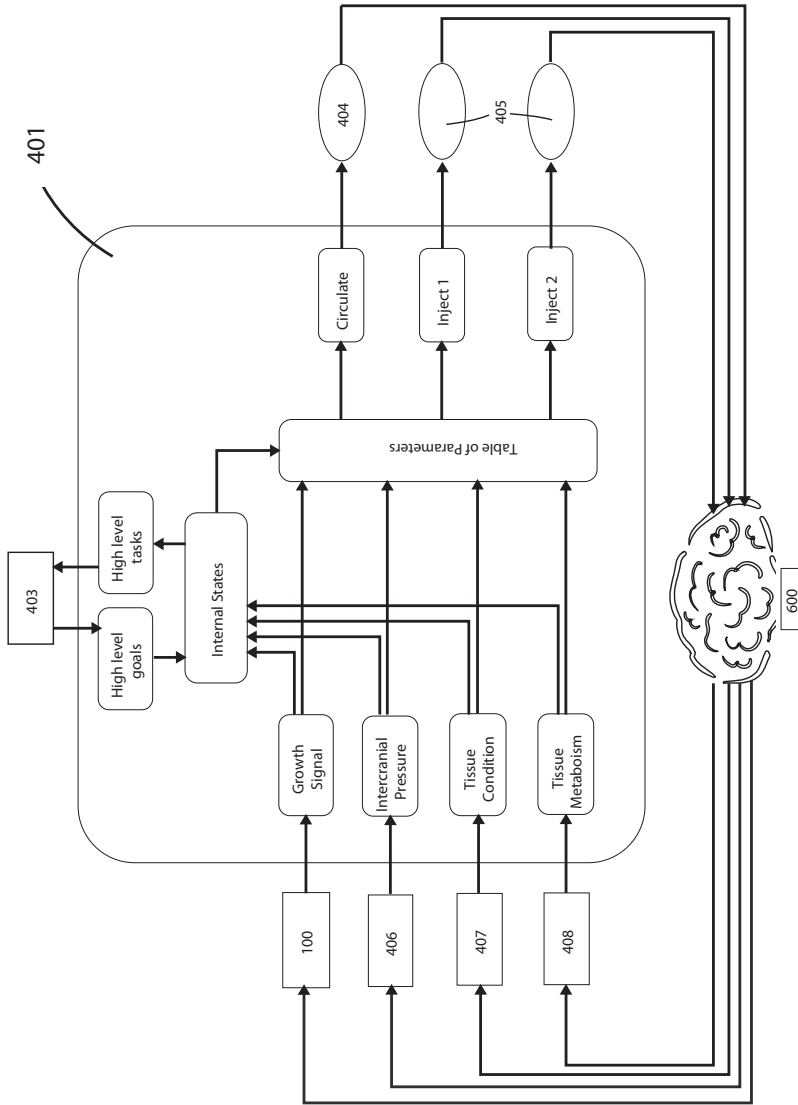 401
403
High level
goals
High level
tasks
Internal States
100
406
407
408
Growth
Signal
Intercranial
Pressure
Tissue
Condition
Tissue
Metaboism
Table of Parameters
Circulate
Inject 1
Inject 2
404
405
600